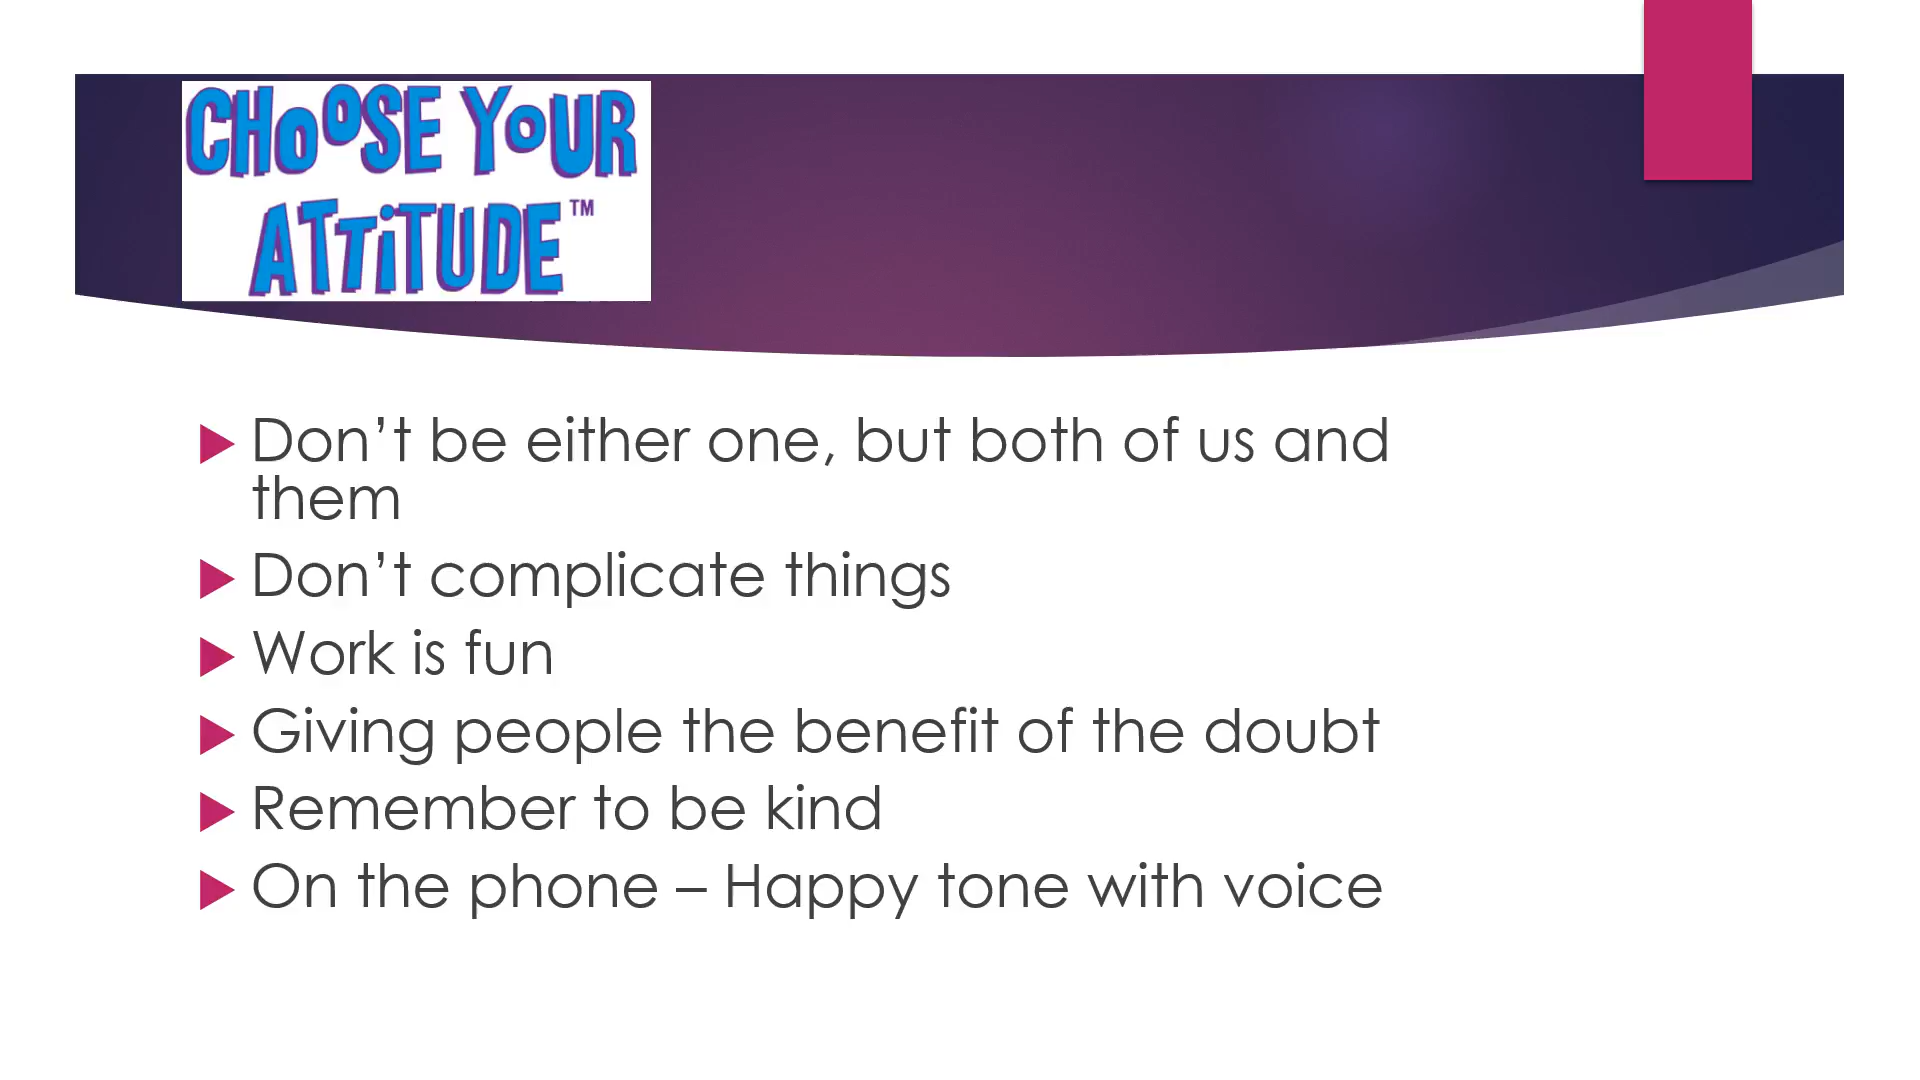 CHOOSE YOUR
ATTiTUDE™
Don’t be either one, but both of us and
them
Don’t complicate things
Work is fun
Giving people the benefit of the doubt
Remember to be kind
On the phone – Happy tone with voice